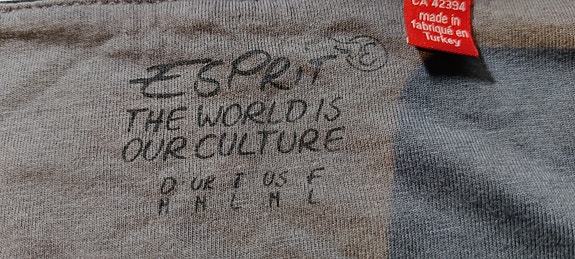 ESPRIT E
THE WORLD IS
OUR CULTURE
D UK I US F
M M L M L
CA 42394
made in
fabriqué en
Turkey